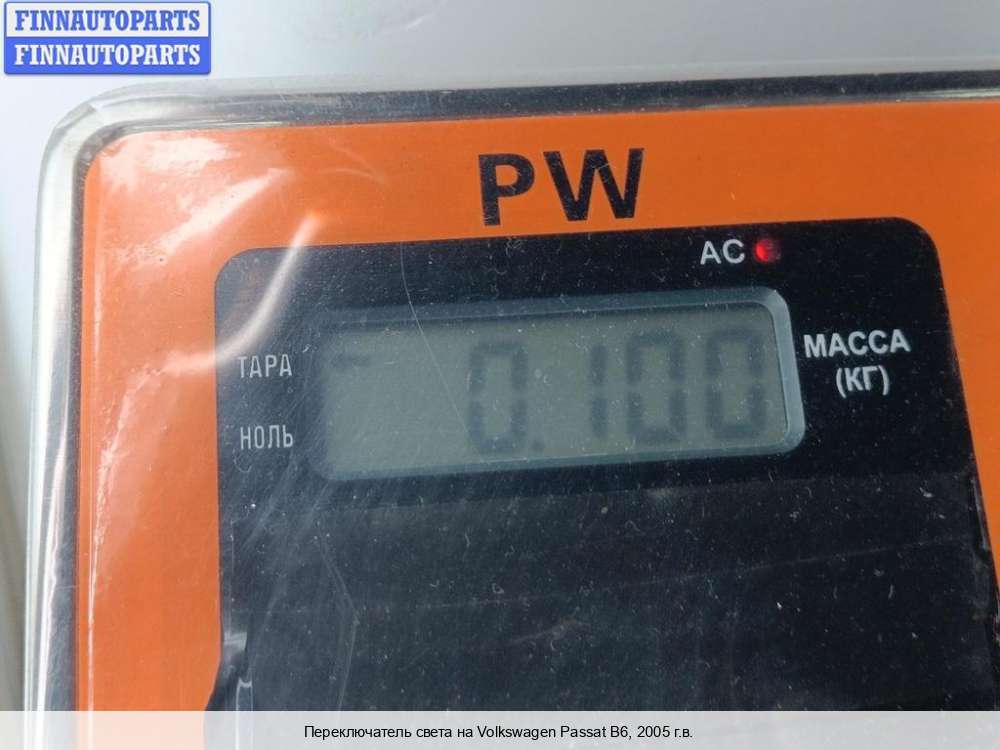 FINNAUTOPARTS
FINNAUTOPARTS
PW
AC
ТАРА
0.100
МАССА
(КГ)
НОЛЬ
Переключатель света на Volkswagen Passat B6, 2005 г.в.